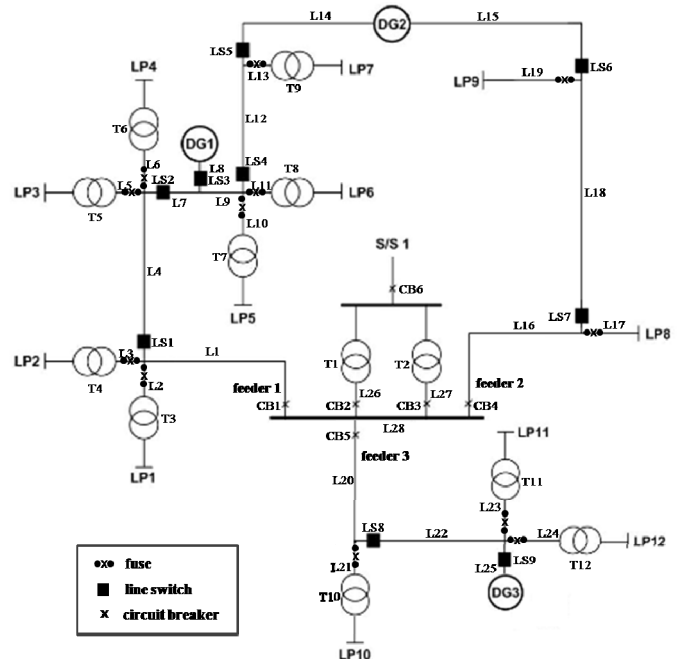 L14
DG2
L15
LS5
LS6
LP4
L13
LP7
T9
LP9
L19
T6
L12
DG1
L6
LS4
T8
LP3
L5
LS2
L8
LS3
L11
LP6
T5
L7
L9
L10
L18
S/S 1
T7
CB6
L4
LP5
LS7
L16
L17
LP8
LS1
LP2
L3
L1
T1
T2
T4
L2
feeder 1
L26
L27
feeder 2
T3
CB1
CB2
CB3
CB4
L28
CB5
LP11
feeder 3
LP1
L20
T11
L23
LS8
L22
L24
LP12
fuse
L21
L25
LS9
T12
line switch
T10
DG3
circuit breaker
LP10